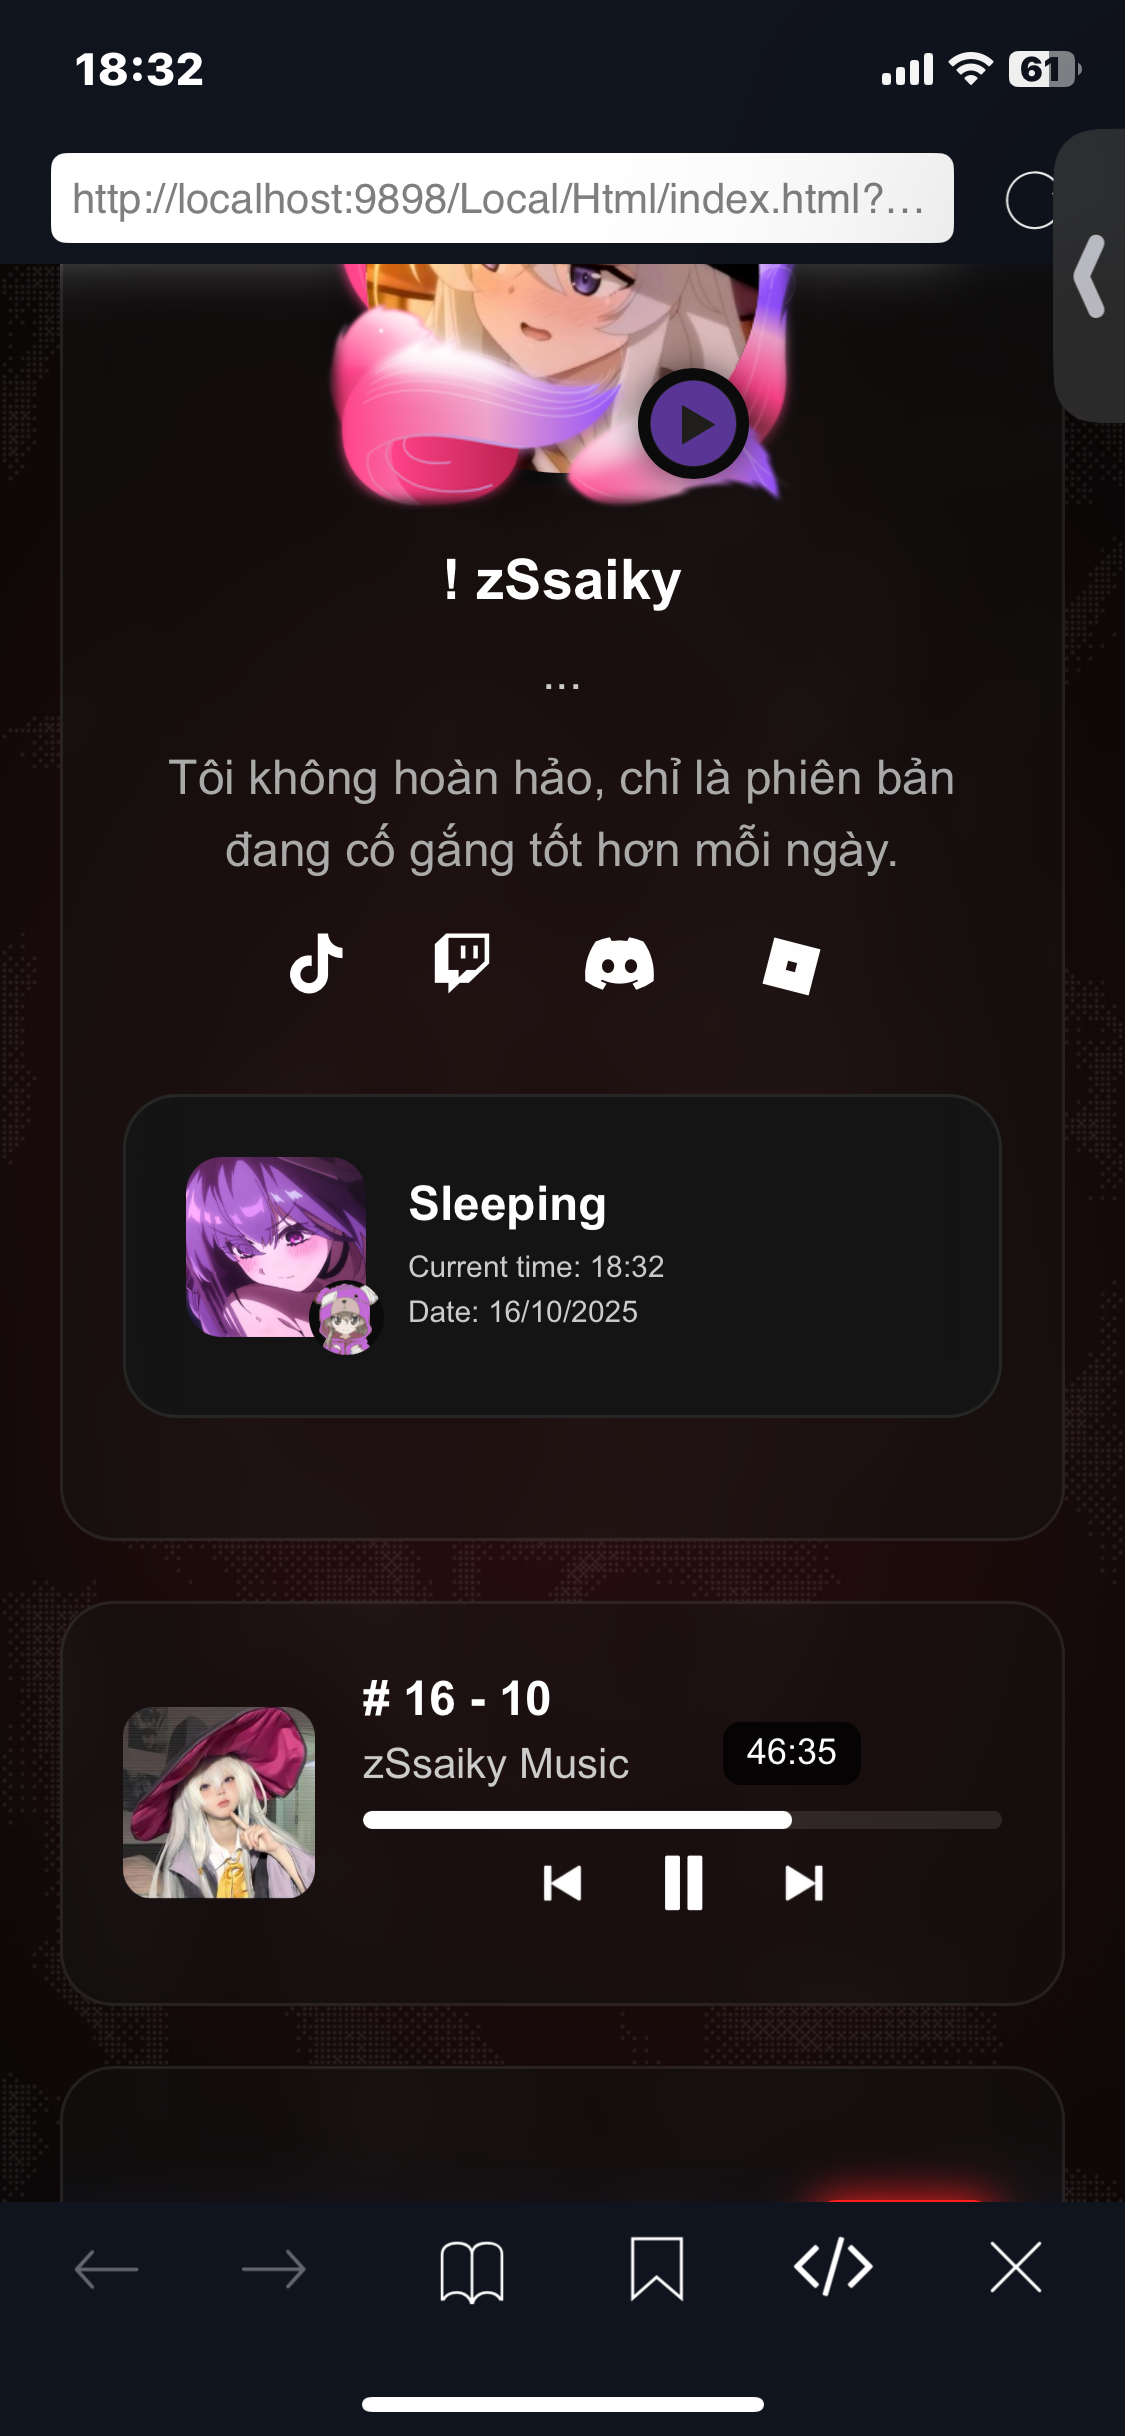 18:32
61
http://localhost:9898/Local/Html/index.html?...
! zSsaiky
...
Tôi không hoàn hảo, chỉ là phiên bản
đang cố gắng tốt hơn mỗi ngày.
Sleeping
Current time: 18:32
Date: 16/10/2025
# 16 - 10
zSsaiky Music
46:35